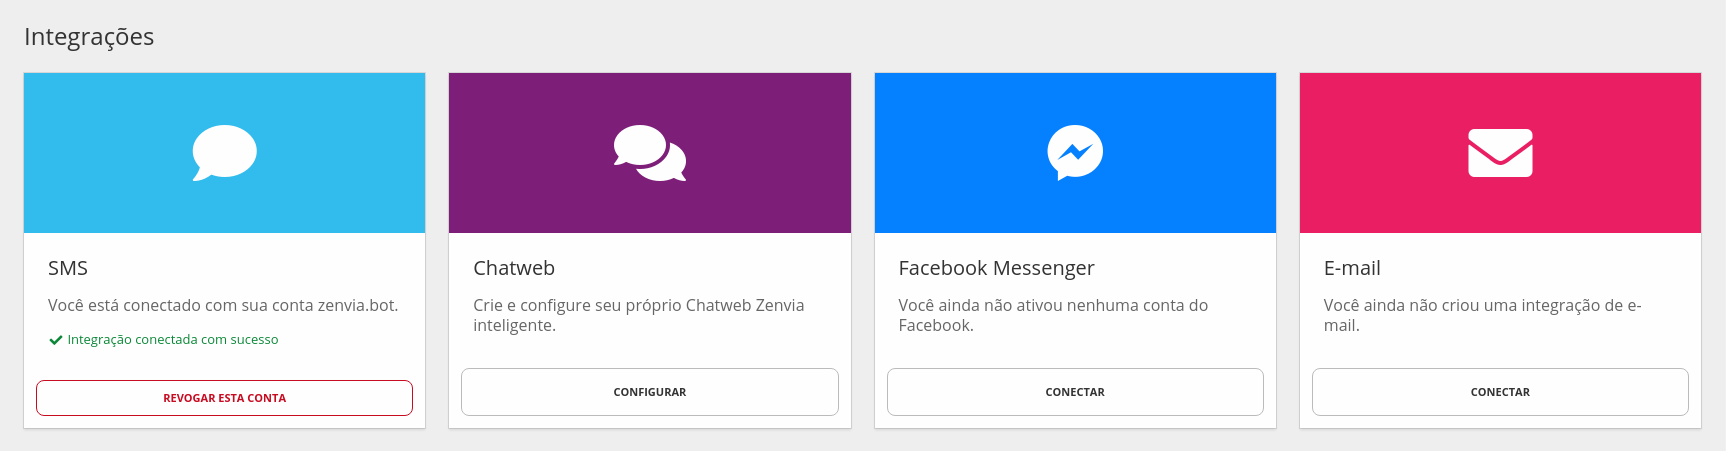 Integrações
SMS
Você está conectado com sua conta zenvia.bot.
Integração conectada com sucesso
REVOGAR ESTA CONTA
Chatweb
Crie e configure seu próprio Chatweb Zenvia
inteligente.
CONFIGURAR
Facebook Messenger
Você ainda não ativou nenhuma conta do
Facebook.
CONECTAR
E-mail
Você ainda não criou uma integração de e-
mail.
CONECTAR